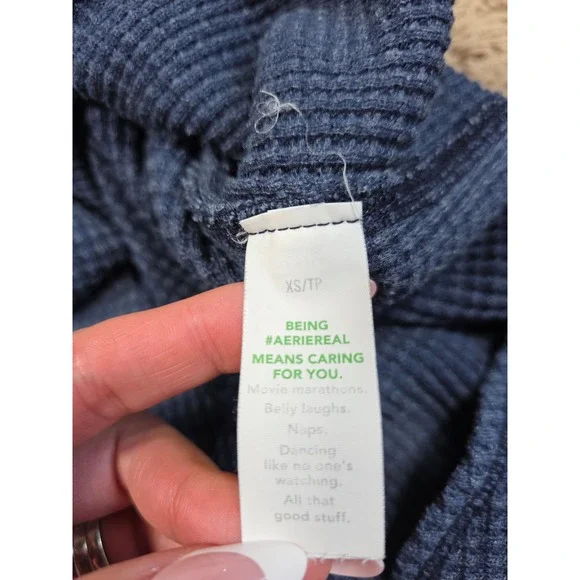 XS/TP
BEING
#AERIEREAL
MEANS CARING
FOR YOU.
Movie marathons.
Belly laughs.
Naps.
Dancing
like no one's
watching.
All that
good stuff.